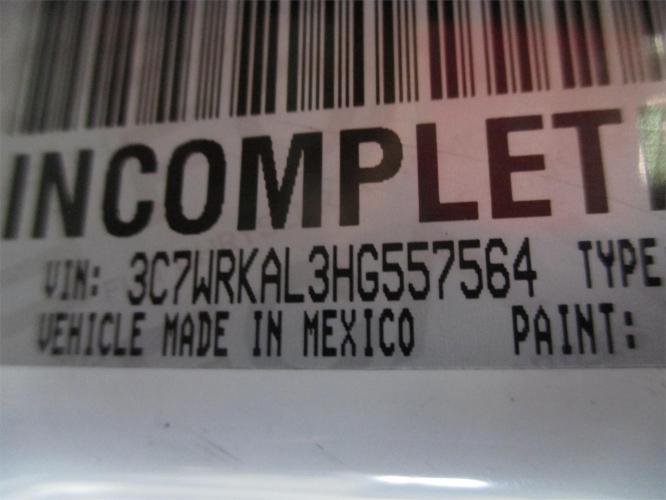 INCOMPLET
VIN: 3C7WRKAL3HG557564 TYPE
VEHICLE MADE IN MEXICO PAINT: